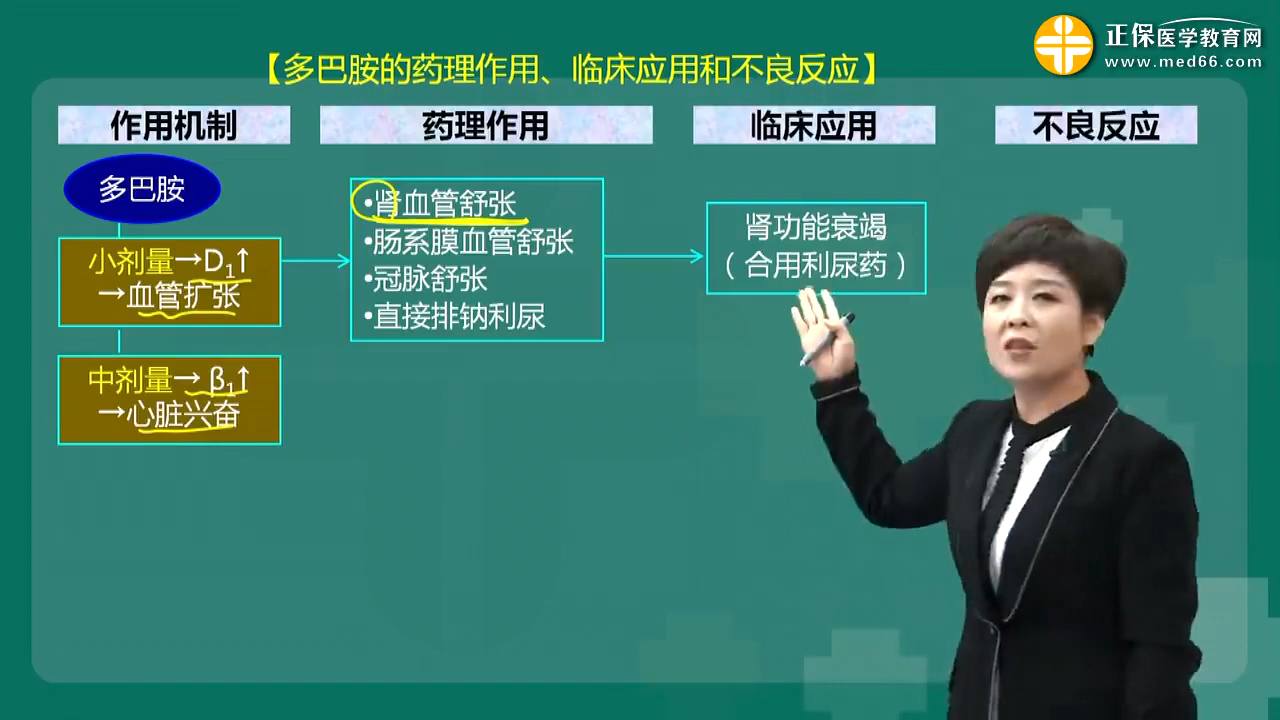 正保医学教育网
www.med66.com
【多巴胺的药理作用、临床应用和不良反应】
作用机制
药理作用
临床应用
不良反应
多巴胺
小剂量→D₁↑
→血管扩张
•肾血管舒张
•肠系膜血管舒张
•冠脉舒张
•直接排钠利尿
肾功能衰竭
（合用利尿药）
中剂量→β₁↑
→心脏兴奋